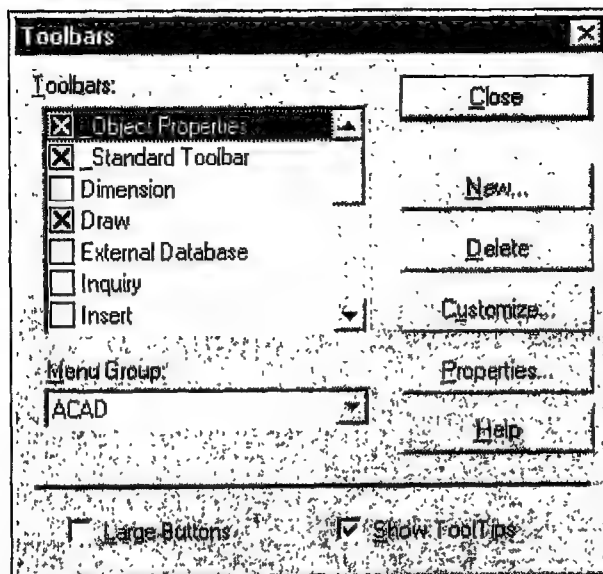 Toolbars
Toolbars:
Close
_Object Properties
_Standard Toolbar
Dimension
New...
Draw
External Database
Delete
Inquiry
Insert
Customize...
Menu Group:
Properties...
ACAD
Help
Large Buttons
Show ToolTips